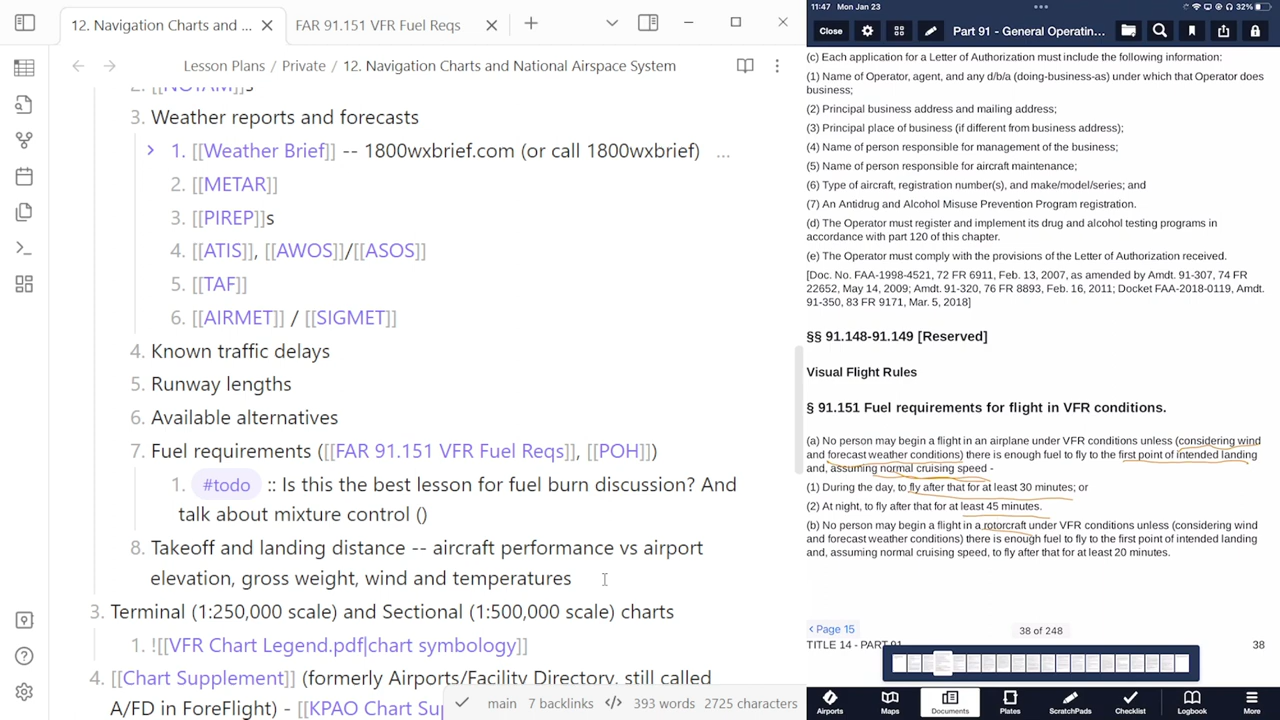 12. Navigation Charts and ...
FAR 91.151 VFR Fuel Reqs
Lesson Plans / Private / 12. Navigation Charts and National Airspace System
2. [[NOTAM]]s
3. Weather reports and forecasts
1. [[Weather Brief]] -- 1800wxbrief.com (or call 1800wxbrief) ...
2. [[METAR]]
3. [[PIREP]]s
4. [[ATIS]], [[AWOS]]/[[ASOS]]
5. [[TAF]]
6. [[AIRMET]] / [[SIGMET]]
4. Known traffic delays
5. Runway lengths
6. Available alternatives
7. Fuel requirements ([[FAR 91.151 VFR Fuel Reqs]], [[POH]])
1. #todo :: Is this the best lesson for fuel burn discussion? And
talk about mixture control ()
8. Takeoff and landing distance -- aircraft performance vs airport
elevation, gross weight, wind and temperatures
3. Terminal (1:250,000 scale) and Sectional (1:500,000 scale) charts
1. ![[VFR Chart Legend.pdf|chart symbology]]
4. [[Chart Supplement]] (formerly Airports/Facility Directory, still called
A/FD in ForeFlight) - [[KPAO Chart Su
main 7 backlinks 393 words 2725 characters
11:47 Mon Jan 23
32%
Close
Part 91 - General Operatin...
(c) Each application for a Letter of Authorization must include the following information:
(1) Name of Operator, agent, and any d/b/a (doing-business-as) under which that Operator does
business;
(2) Principal business address and mailing address;
(3) Principal place of business (if different from business address);
(4) Name of person responsible for management of the business;
(5) Name of person responsible for aircraft maintenance;
(6) Type of aircraft, registration number(s), and make/model/series; and
(7) An Antidrug and Alcohol Misuse Prevention Program registration.
(d) The Operator must register and implement its drug and alcohol testing programs in
accordance with part 120 of this chapter.
(e) The Operator must comply with the provisions of the Letter of Authorization received.
[Doc. No. FAA-1998-4521, 72 FR 6911, Feb. 13, 2007, as amended by Amdt. 91-307, 74 FR
22652, May 14, 2009; Amdt. 91-320, 76 FR 8893, Feb. 16, 2011; Docket FAA-2018-0119, Amdt.
91-350, 83 FR 9171, Mar. 5, 2018]
§§ 91.148-91.149 [Reserved]
Visual Flight Rules
§ 91.151 Fuel requirements for flight in VFR conditions.
(a) No person may begin a flight in an airplane under VFR conditions unless (considering wind
and forecast weather conditions) there is enough fuel to fly to the first point of intended landing
and, assuming normal cruising speed -
(1) During the day, to fly after that for at least 30 minutes; or
(2) At night, to fly after that for at least 45 minutes.
(b) No person may begin a flight in a rotorcraft under VFR conditions unless (considering wind
and forecast weather conditions) there is enough fuel to fly to the first point of intended landing
and, assuming normal cruising speed, to fly after that for at least 20 minutes.
< Page 15
38 of 248
TITLE 14 - PART 91
38
Airports
Maps
Documents
Plates
ScratchPads
Checklist
Logbook
More